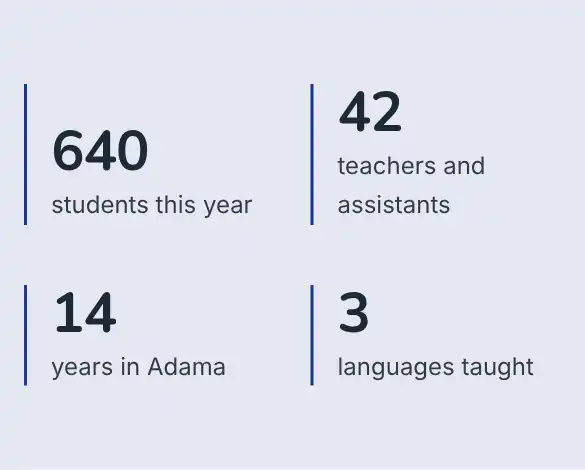 640
students this year
42
teachers and
assistants
14
years in Adama
3
languages taught